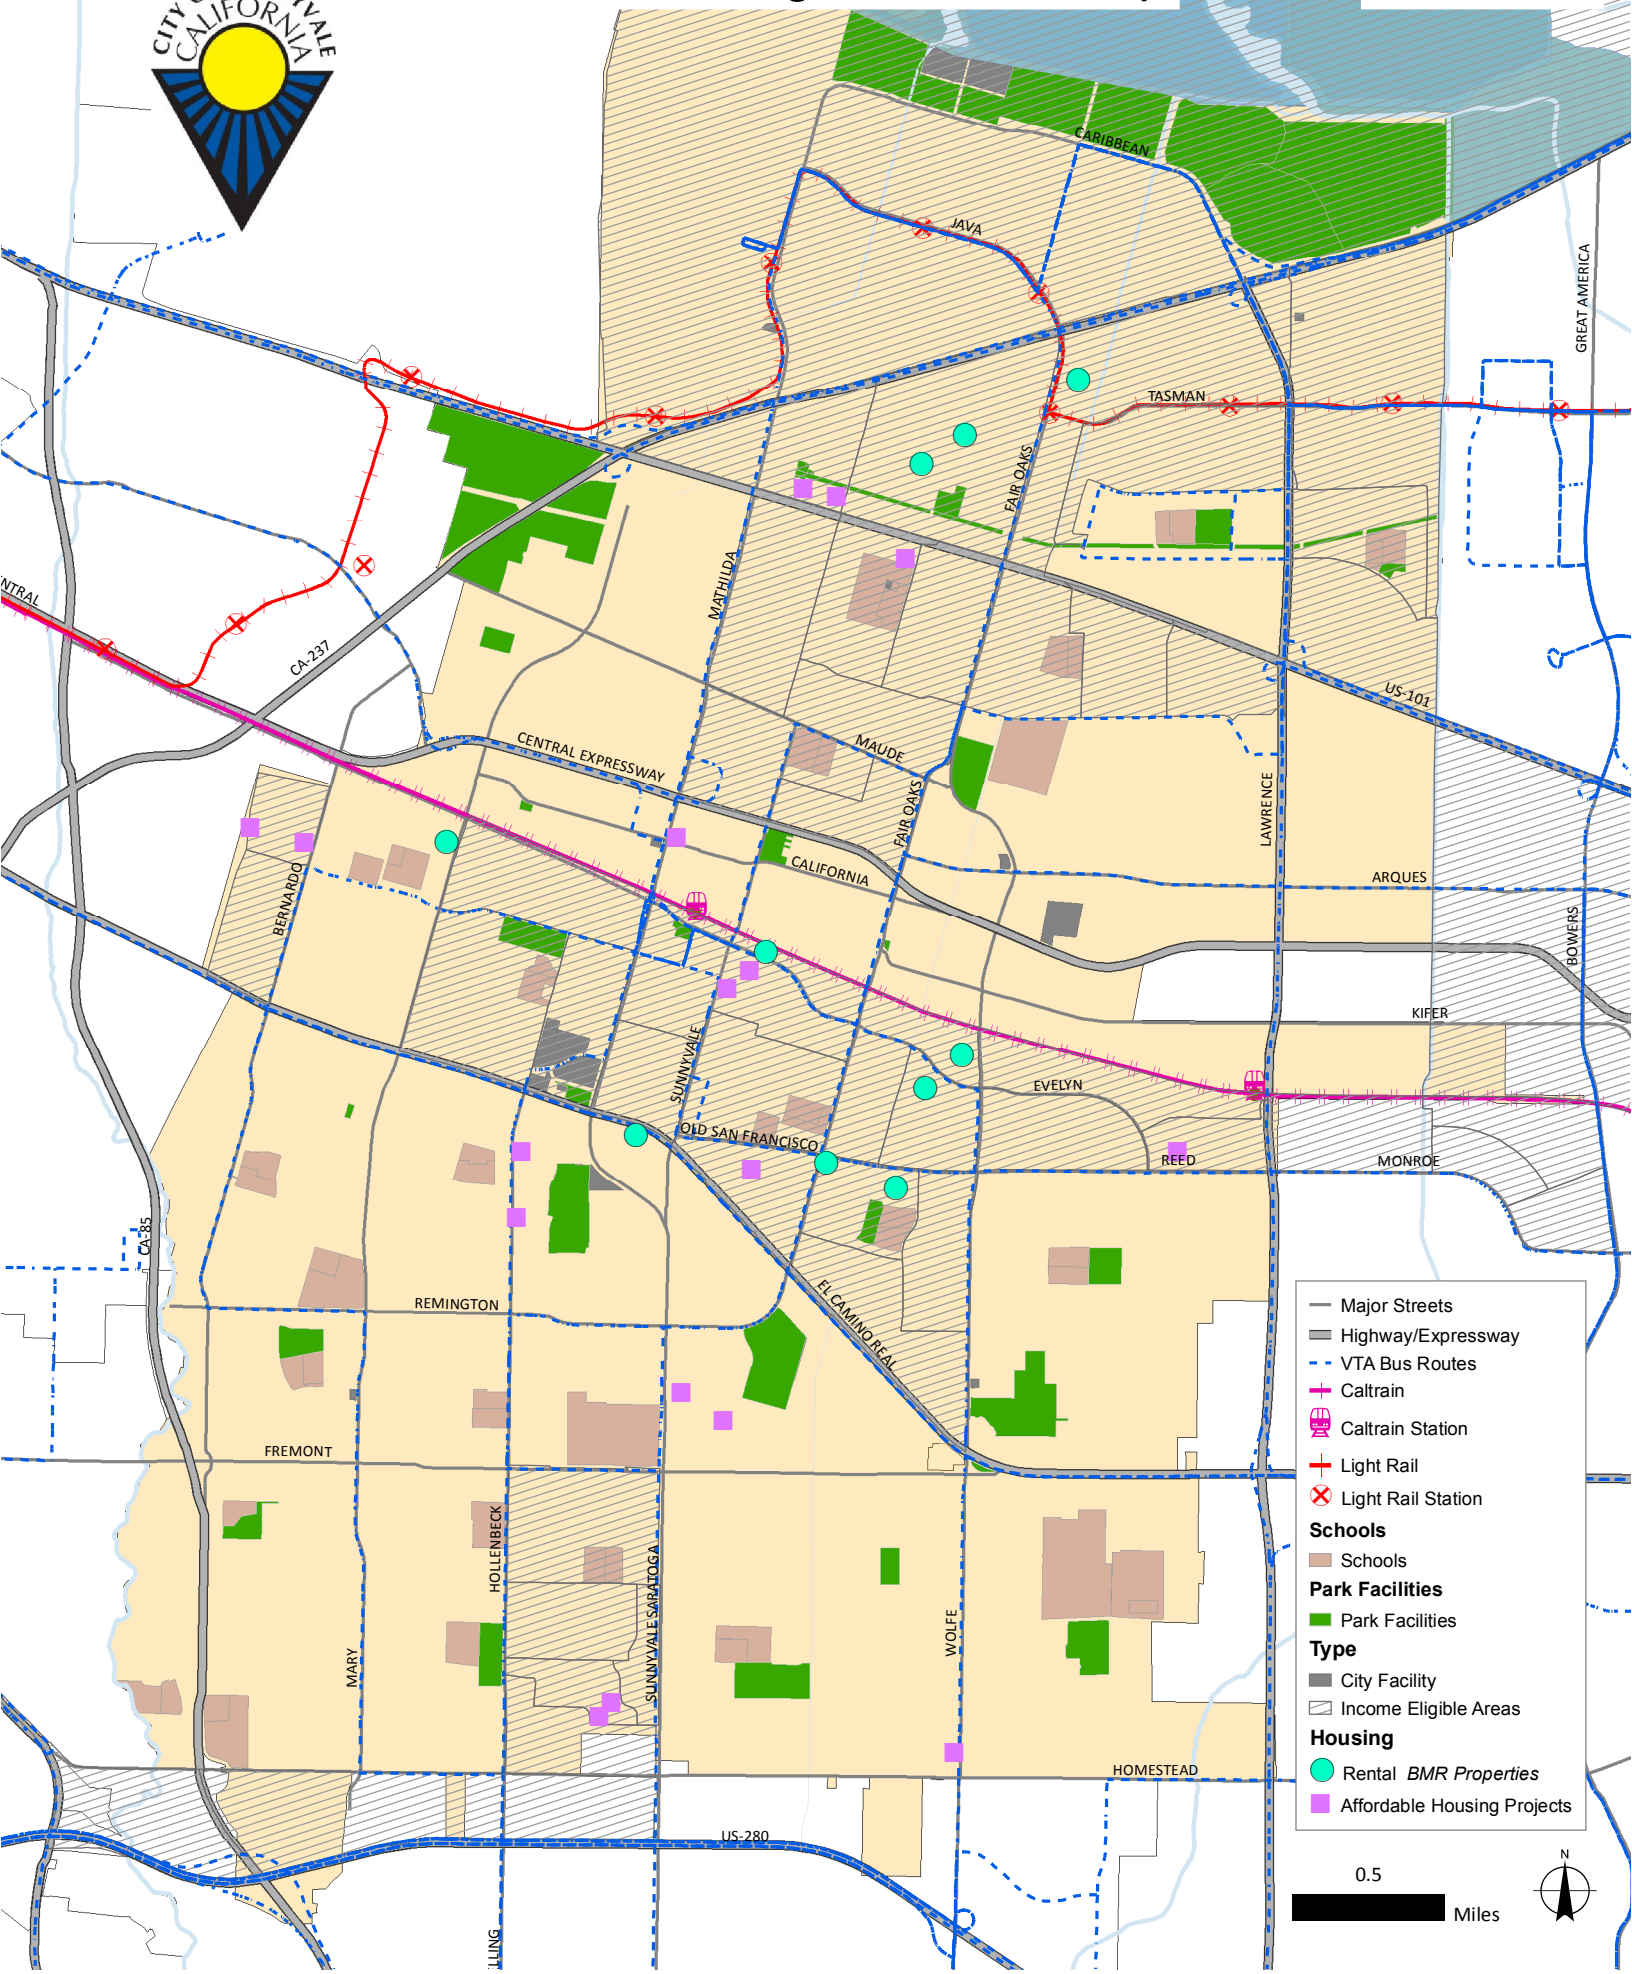 CALIFORNIA
CARIBBEAN
JAVA
GREAT AMERICA
TASMAN
FAIR OAKS
MATHILDA
NTRAL
CA-237
US-101
CENTRAL EXPRESSWAY
MAUDE
FAIR OAKS
LAWRENCE
CALIFORNIA
ARQUES
BERNARDO
BOWERS
KIFER
SUNNYVALE
EVELYN
OLD SAN FRANCISCO
REED
MONROE
CA-85
EL CAMINO REAL
REMINGTON
FREMONT
HOLLENBECK
SUNNYVALE SARATOGA
WOLFE
MARY
HOMESTEAD
US-280
LLING
Major Streets
Highway/Expressway
VTA Bus Routes
Caltrain
Caltrain Station
Light Rail
Light Rail Station
Schools
Schools
Park Facilities
Park Facilities
Type
City Facility
Income Eligible Areas
Housing
Rental BMR Properties
Affordable Housing Projects
0.5
Miles
N